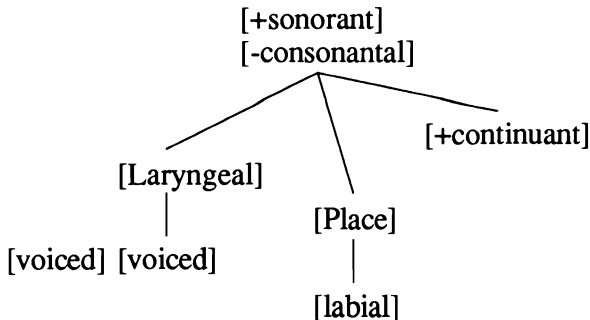 [+sonorant]
[-consonantal]
[+continuant]
[Laryngeal]
[Place]
[voiced] [voiced]
[labial]